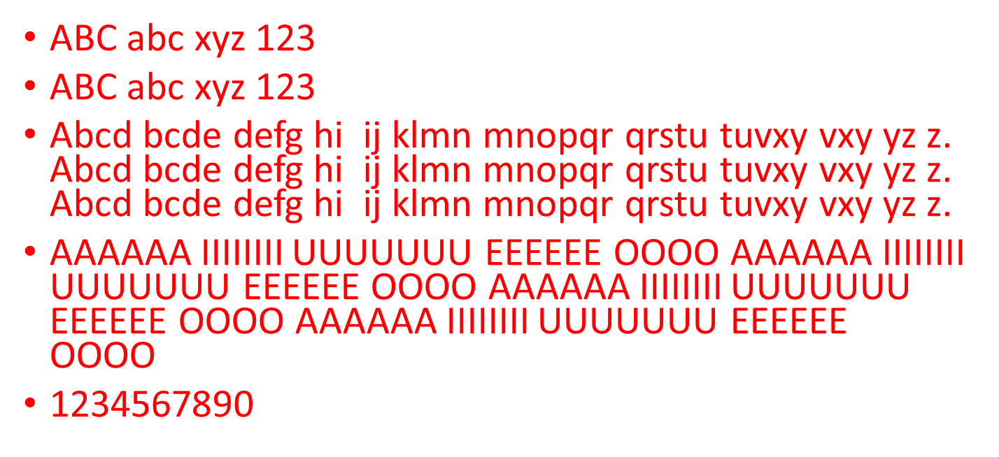 • ABC abc xyz 123
• ABC abc xyz 123
• Abcd bcde defg hi  ij klmn mnopqr qrstu tuvxy vxy yz z.
Abcd bcde defg hi  ij klmn mnopqr qrstu tuvxy vxy yz z.
Abcd bcde defg hi  ij klmn mnopqr qrstu tuvxy vxy yz z.
• AAAAAA IIIIIIII UUUUUUU EEEEEE OOOO AAAAAA IIIIIIII
UUUUUUU EEEEEE OOOO AAAAAA IIIIIIII UUUUUUU
EEEEEE OOOO AAAAAA IIIIIIII UUUUUUU EEEEEE
OOOO
• 1234567890